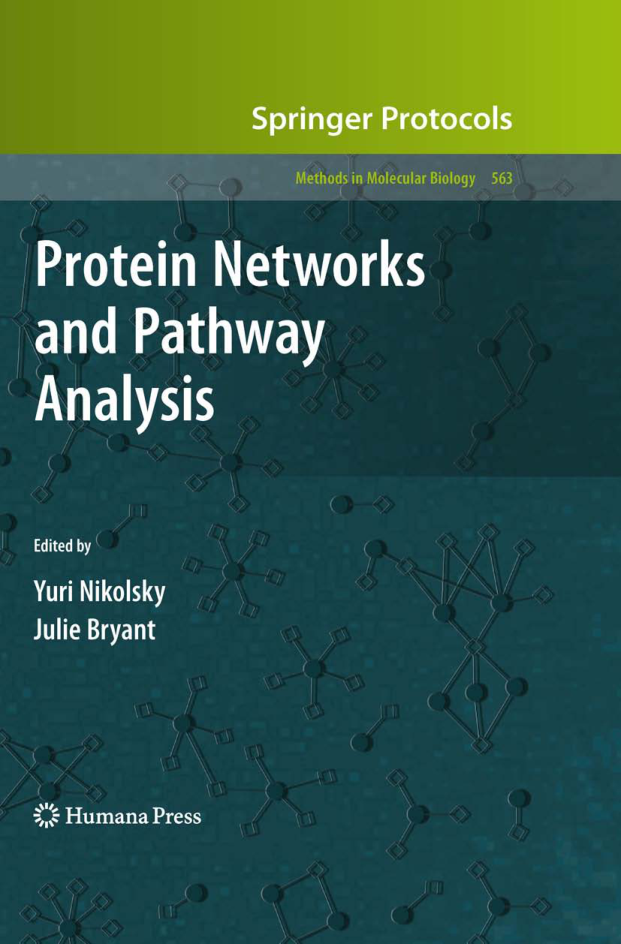 Springer Protocols
Methods in Molecular Biology 563
Protein Networks
and Pathway
Analysis
Edited by
Yuri Nikolsky
Julie Bryant
Humana Press